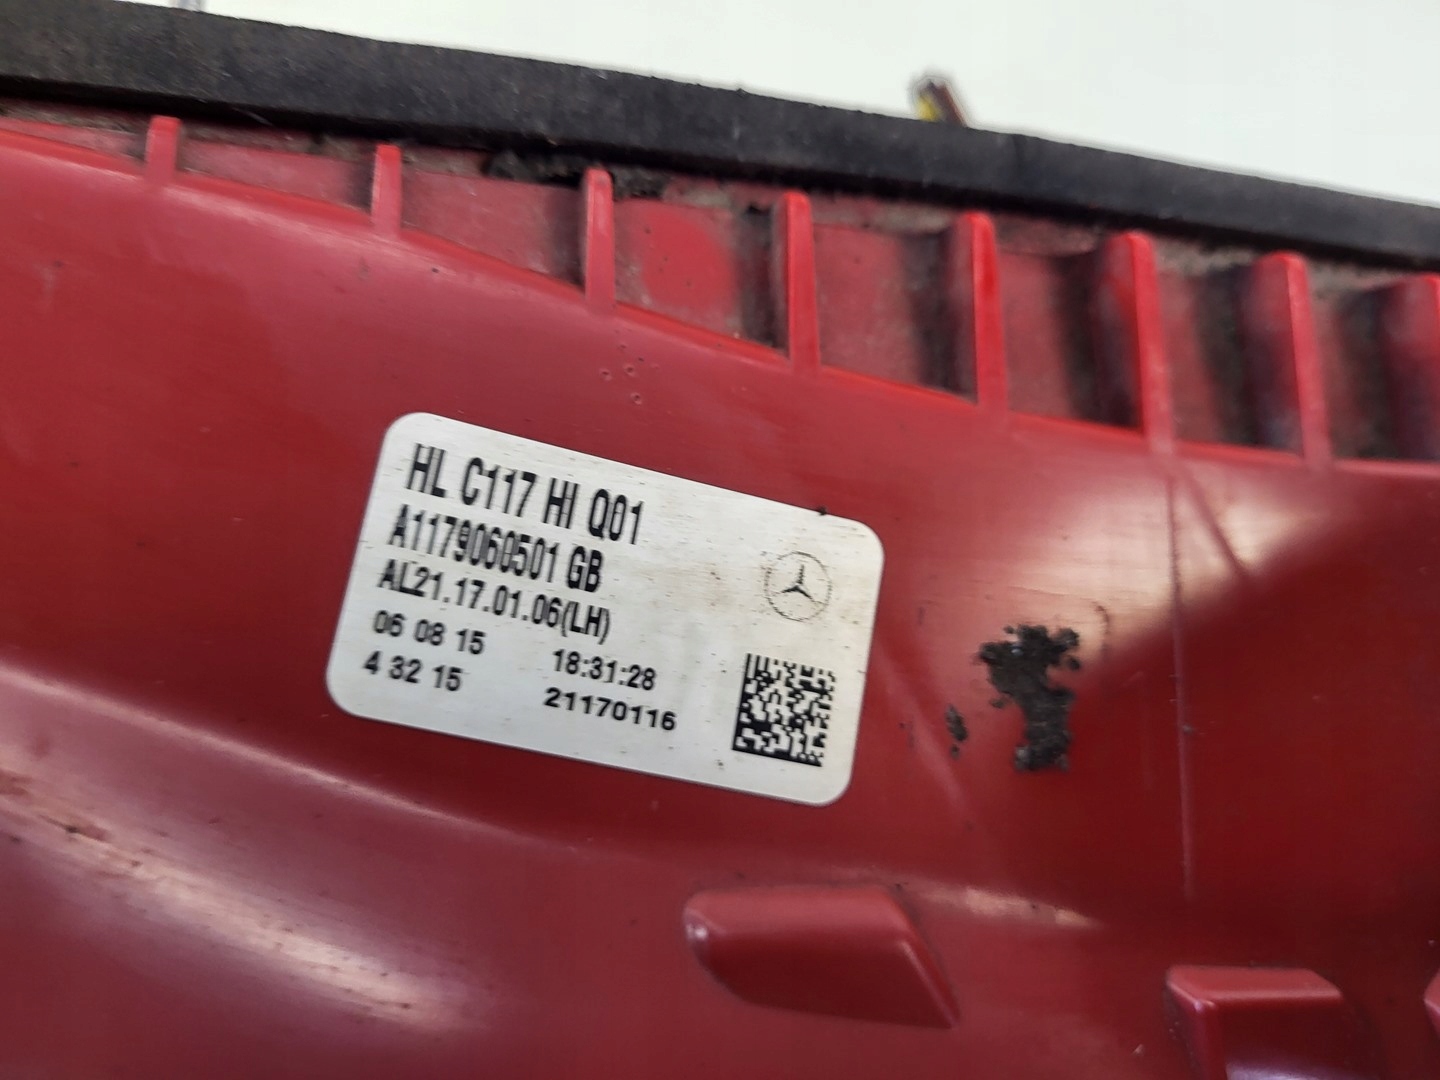 HL C117 HI Q01
A1179060501 GB
AL21.17.01.06(LH)
06 08 15 18:31:28
4 32 15 21170116